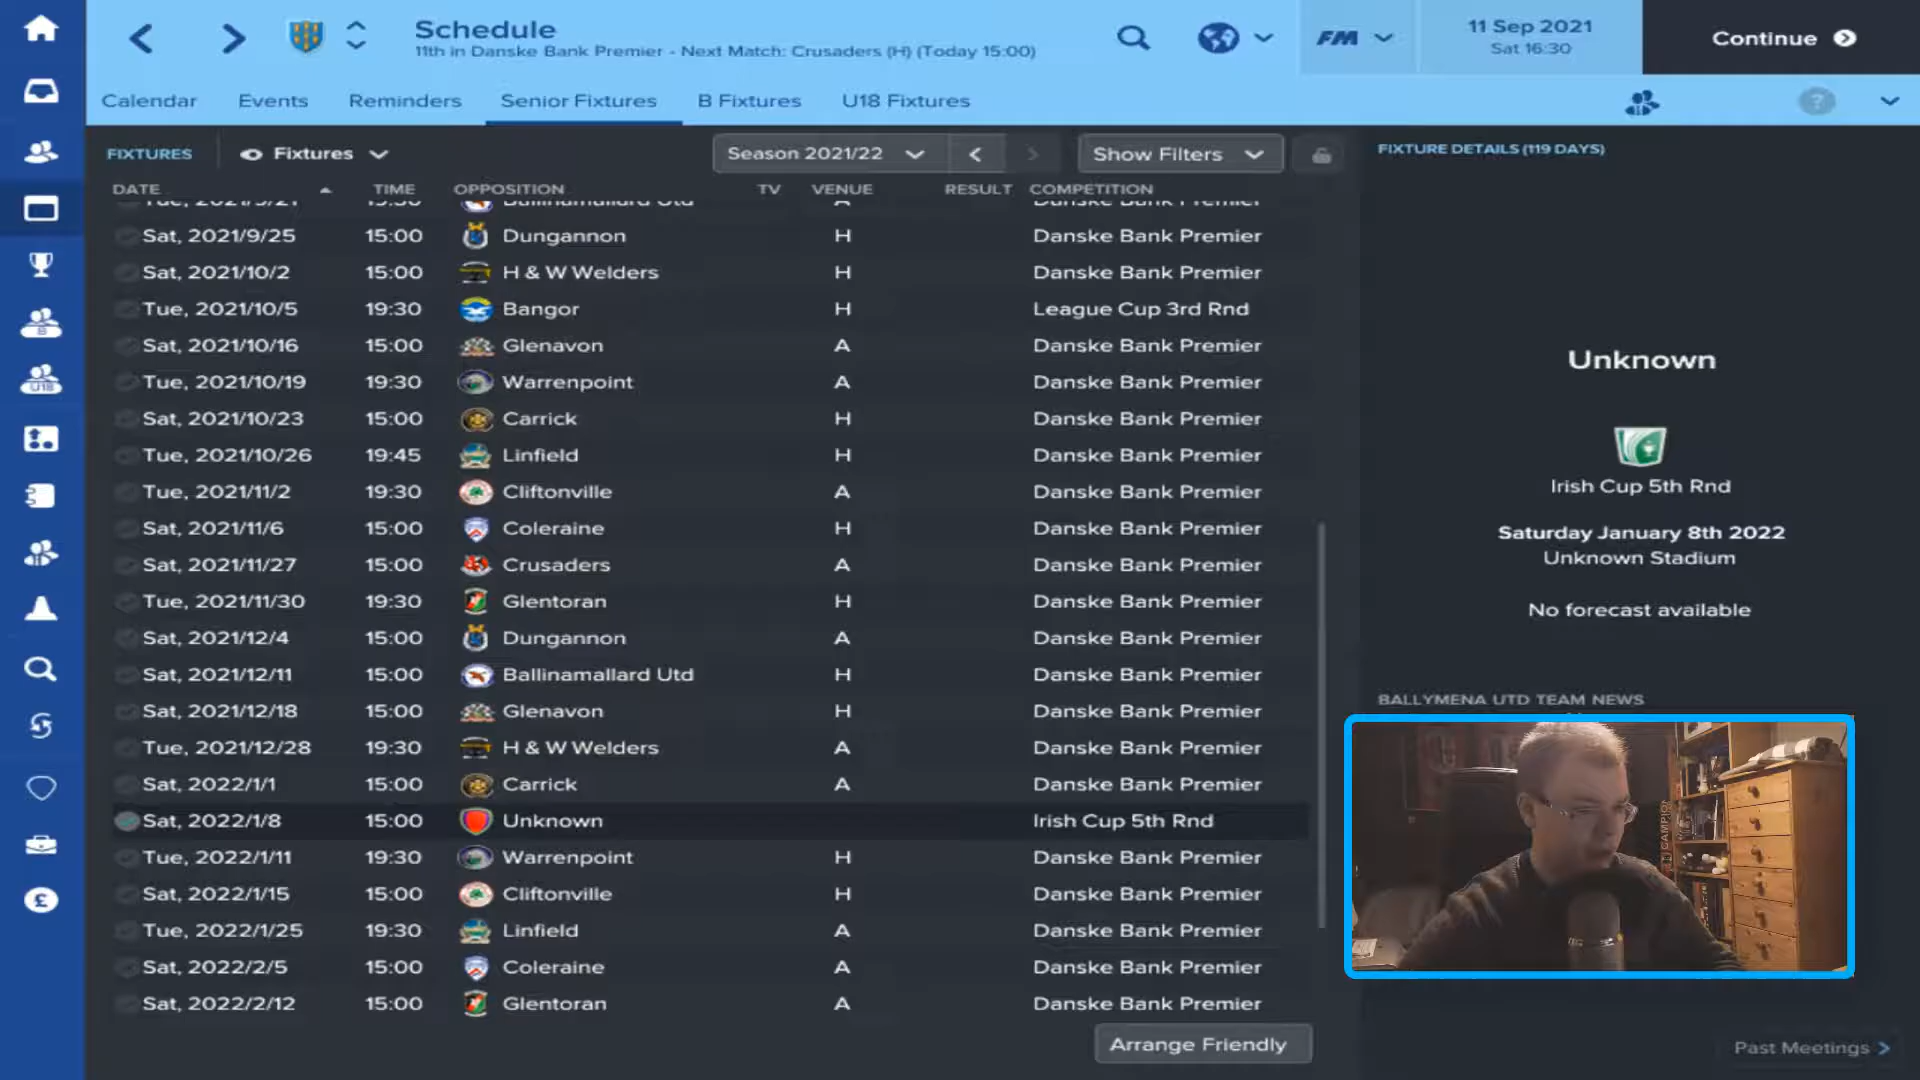 Schedule
11th in Danske Bank Premier - Next Match: Crusaders (H) (Today 15:00)
FM
11 Sep 2021
Sat 16:30
Continue
Calendar Events Reminders Senior Fixtures B Fixtures U18 Fixtures
?
FIXTURES Fixtures Season 2021/22 Show Filters
DATE TIME OPPOSITION TV VENUE RESULT COMPETITION
Tue, 2021/9/21 19:30 Ballinamallard Utd A Danske Bank Premier
Sat, 2021/9/25 15:00 Dungannon H Danske Bank Premier
Sat, 2021/10/2 15:00 H & W Welders H Danske Bank Premier
Tue, 2021/10/5 19:30 Bangor H League Cup 3rd Rnd
Sat, 2021/10/16 15:00 Glenavon A Danske Bank Premier
Tue, 2021/10/19 19:30 Warrenpoint A Danske Bank Premier
Sat, 2021/10/23 15:00 Carrick H Danske Bank Premier
Tue, 2021/10/26 19:45 Linfield H Danske Bank Premier
Tue, 2021/11/2 19:30 Cliftonville A Danske Bank Premier
Sat, 2021/11/6 15:00 Coleraine H Danske Bank Premier
Sat, 2021/11/27 15:00 Crusaders A Danske Bank Premier
Tue, 2021/11/30 19:30 Glentoran H Danske Bank Premier
Sat, 2021/12/4 15:00 Dungannon A Danske Bank Premier
Sat, 2021/12/11 15:00 Ballinamallard Utd H Danske Bank Premier
Sat, 2021/12/18 15:00 Glenavon H Danske Bank Premier
Tue, 2021/12/28 19:30 H & W Welders A Danske Bank Premier
Sat, 2022/1/1 15:00 Carrick A Danske Bank Premier
Sat, 2022/1/8 15:00 Unknown Irish Cup 5th Rnd
Tue, 2022/1/11 19:30 Warrenpoint H Danske Bank Premier
Sat, 2022/1/15 15:00 Cliftonville H Danske Bank Premier
Tue, 2022/1/25 19:30 Linfield A Danske Bank Premier
Sat, 2022/2/5 15:00 Coleraine A Danske Bank Premier
Sat, 2022/2/12 15:00 Glentoran A Danske Bank Premier
Arrange Friendly
FIXTURE DETAILS (119 DAYS)
Unknown
Irish Cup 5th Rnd
Saturday January 8th 2022
Unknown Stadium
No forecast available
BALLYMENA UTD TEAM NEWS
Past Meetings
B
U18
£